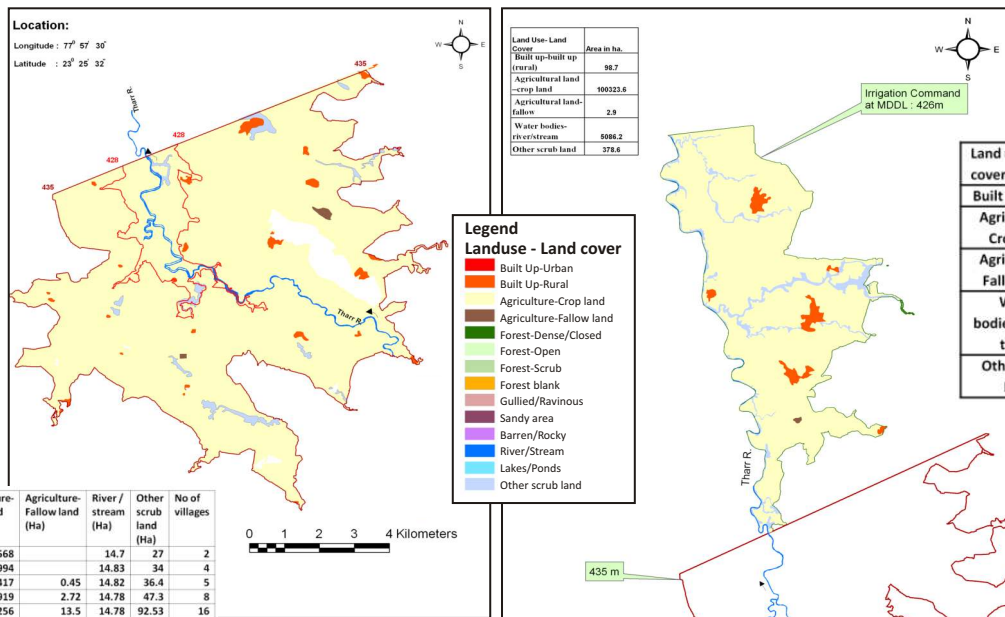 Location:
Longitude : 77⁰ 57′ 30″
Latitude : 23⁰ 25′ 32″
N
W E
S
Tharr R.
435
428
428
435
Tharr R.
ure- Agriculture- River / Other No of
d Fallow land stream scrub villages
(Ha) (Ha) land
(Ha)
568 14.7 27 2
994 14.83 34 4
417 0.45 14.82 36.4 5
919 2.72 14.78 47.3 8
256 13.5 14.78 92.53 16
0 1 2 3 4 Kilometers
Legend
Landuse - Land cover
Built Up-Urban
Built Up-Rural
Agriculture-Crop land
Agriculture-Fallow land
Forest-Dense/Closed
Forest-Open
Forest-Scrub
Forest blank
Gullied/Ravinous
Sandy area
Barren/Rocky
River/Stream
Lakes/Ponds
Other scrub land
Land Use- Land
Cover Area in ha.
Built up-built up
(rural) 98.7
Agricultural land
–crop land 100323.6
Agricultural land-
fallow 2.9
Water bodies-
river/stream 5086.2
Other scrub land 378.6
N
W E
S
Irrigation Command
at MDDL : 426m
Tharr R.
435 m
Land
cover
Built
Agri
Cro
Agri
Fall
bodie
t
Oth